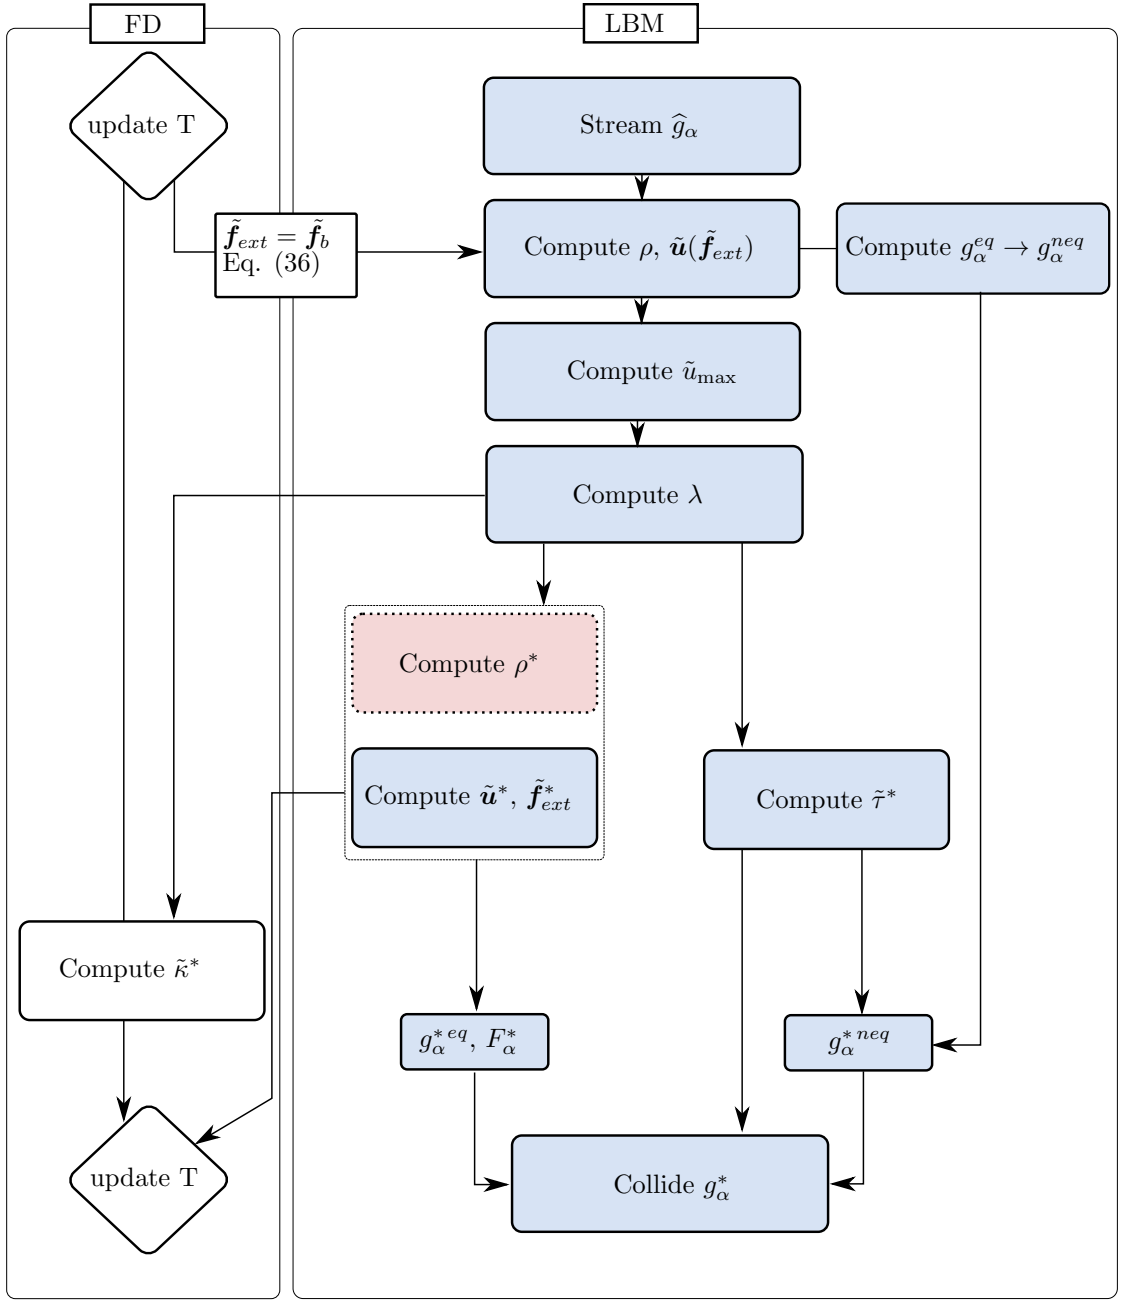 FD
LBM
update T
Stream $\widehat{g}_\alpha$
$\tilde{\boldsymbol{f}}_{ext} = \tilde{\boldsymbol{f}}_b$
Eq. (36)
Compute $\rho$, $\tilde{\boldsymbol{u}}(\tilde{\boldsymbol{f}}_{ext})$
Compute $g_\alpha^{eq} \to g_\alpha^{neq}$
Compute $\tilde{u}_{\max}$
Compute $\lambda$
Compute $\rho^*$
Compute $\tilde{\boldsymbol{u}}^*$, $\tilde{\boldsymbol{f}}_{ext}^*$
Compute $\tilde{\tau}^*$
Compute $\tilde{\kappa}^*$
$g_\alpha^{*\,eq}$, $F_\alpha^*$
$g_\alpha^{*\,neq}$
update T
Collide $g_\alpha^*$